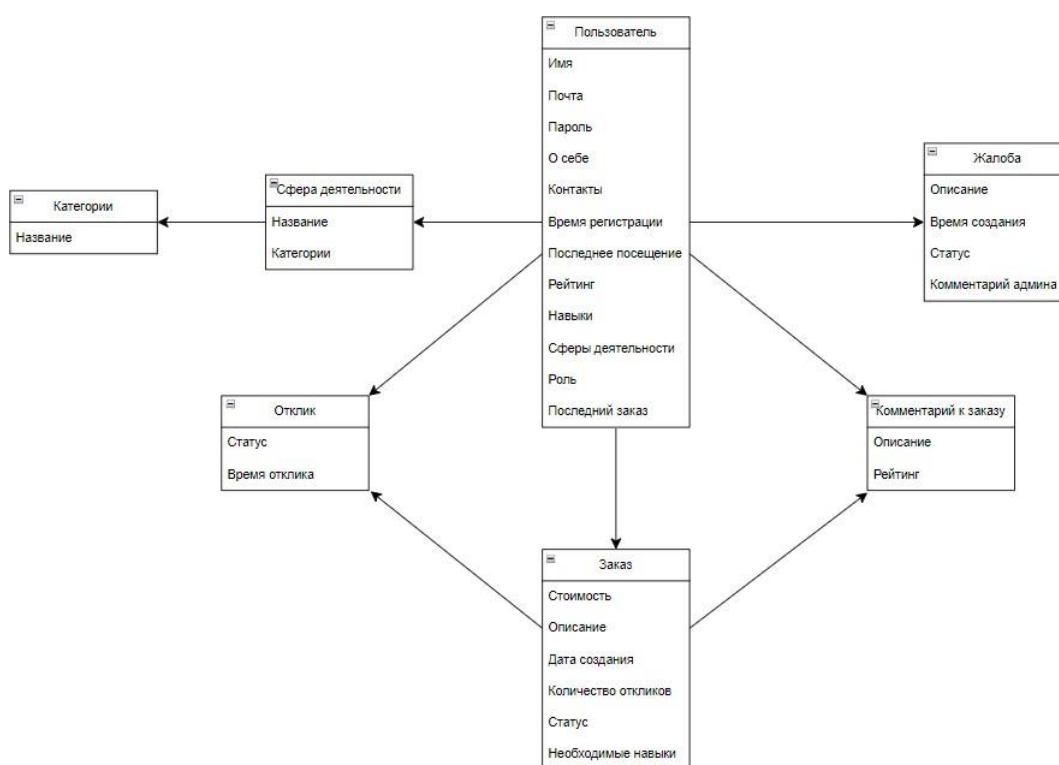 Пользователь
Имя
Почта
Пароль
О себе
Контакты
Время регистрации
Последнее посещение
Рейтинг
Навыки
Сферы деятельности
Роль
Последний заказ
Жалоба
Описание
Время создания
Статус
Комментарий админа
Сфера деятельности
Название
Категории
Категории
Название
Отклик
Статус
Время отклика
Комментарий к заказу
Описание
Рейтинг
Заказ
Стоимость
Описание
Дата создания
Количество откликов
Статус
Необходимые навыки